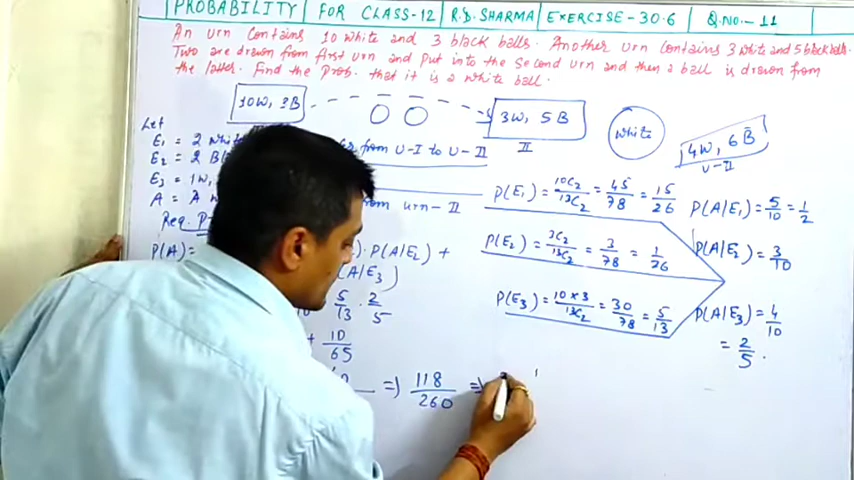 PROBABILITY FOR CLASS-12 R.D. SHARMA EXERCISE-30.6 Q.NO.- 11
An urn contains 10 white and 3 black balls. Another urn contains 3 white and 5 black balls.
Two are drawn from first urn and put into the second urn and then a ball is drawn from
the latter. Find the Prob. that it is a white ball.
10W, 3B
3W, 5B
II
white
4W, 6B
U-II
Let
E₁ = 2 whit
from U-I to U-II
E₂ = 2 Bl
E₃ = 1W,
A = A W
from urn-II
Req. P
P(A) =
. P(A/E₂) +
(A/E₃)
5/13 . 2/5
+ 10/65
=) 118/260 =)
P(E₁) = 10C₂/13C₂ = 45/78 = 15/26
P(E₂) = 3C₂/13C₂ = 3/78 = 1/26
P(E₃) = 10×3/13C₂ = 30/78 = 5/13
P(A/E₁) = 5/10 = 1/2
P(A/E₂) = 3/10
P(A/E₃) = 4/10
= 2/5 .